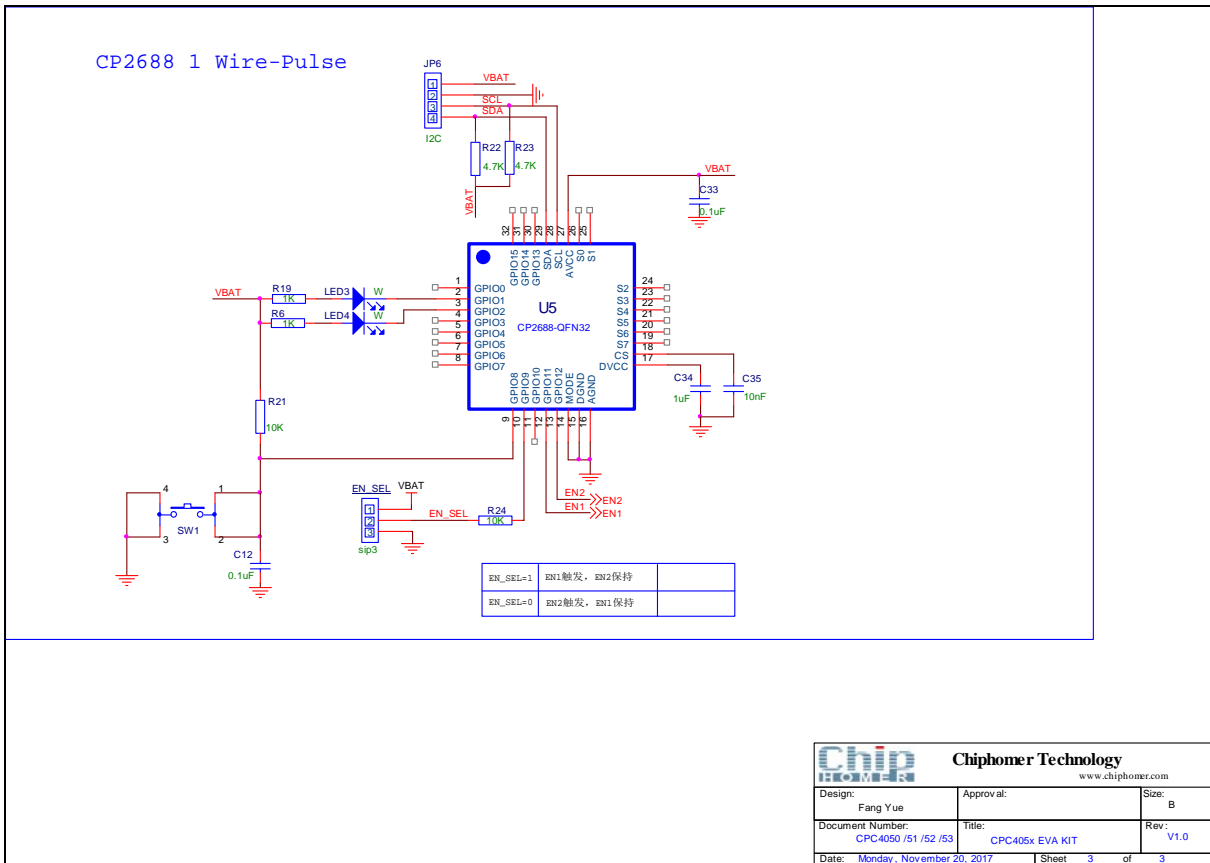 CP2688 1 Wire-Pulse
JP6
1
2
3
4
VBAT
SCL
SDA
I2C
R22
4.7K
R23
4.7K
VBAT
VBAT
C33
0.1uF
32
31
30
29
28
27
26
25
GPIO15
GPIO14
GPIO13
SDA
SCL
AVCC
S0
S1
1
2
3
4
5
6
7
8
GPIO0
GPIO1
GPIO2
GPIO3
GPIO4
GPIO5
GPIO6
GPIO7
U5
CP2688-QFN32
S2
S3
S4
S5
S6
S7
CS
DVCC
24
23
22
21
20
19
18
17
GPIO8
GPIO9
GPIO10
GPIO11
GPIO12
MODE
DGND
AGND
9
10
11
12
13
14
15
16
VBAT
R19
1K
LED3
W
R6
1K
LED4
W
R21
10K
C34
1uF
C35
10nF
4
1
3
2
SW1
C12
0.1uF
EN_SEL
VBAT
1
2
3
sip3
EN_SEL
R24
10K
EN2
EN2
EN1
EN1
EN_SEL=1 EN1触发，EN2保持
EN_SEL=0 EN2触发，EN1保持
Chip
HOMER
Chiphomer Technology
www.chiphomer.com
Design:
Fang Yue
Approval:
Size:
B
Document Number:
CPC4050 /51 /52 /53
Title:
CPC405x EVA KIT
Rev:
V1.0
Date: Monday, November 20, 2017
Sheet 3 of 3